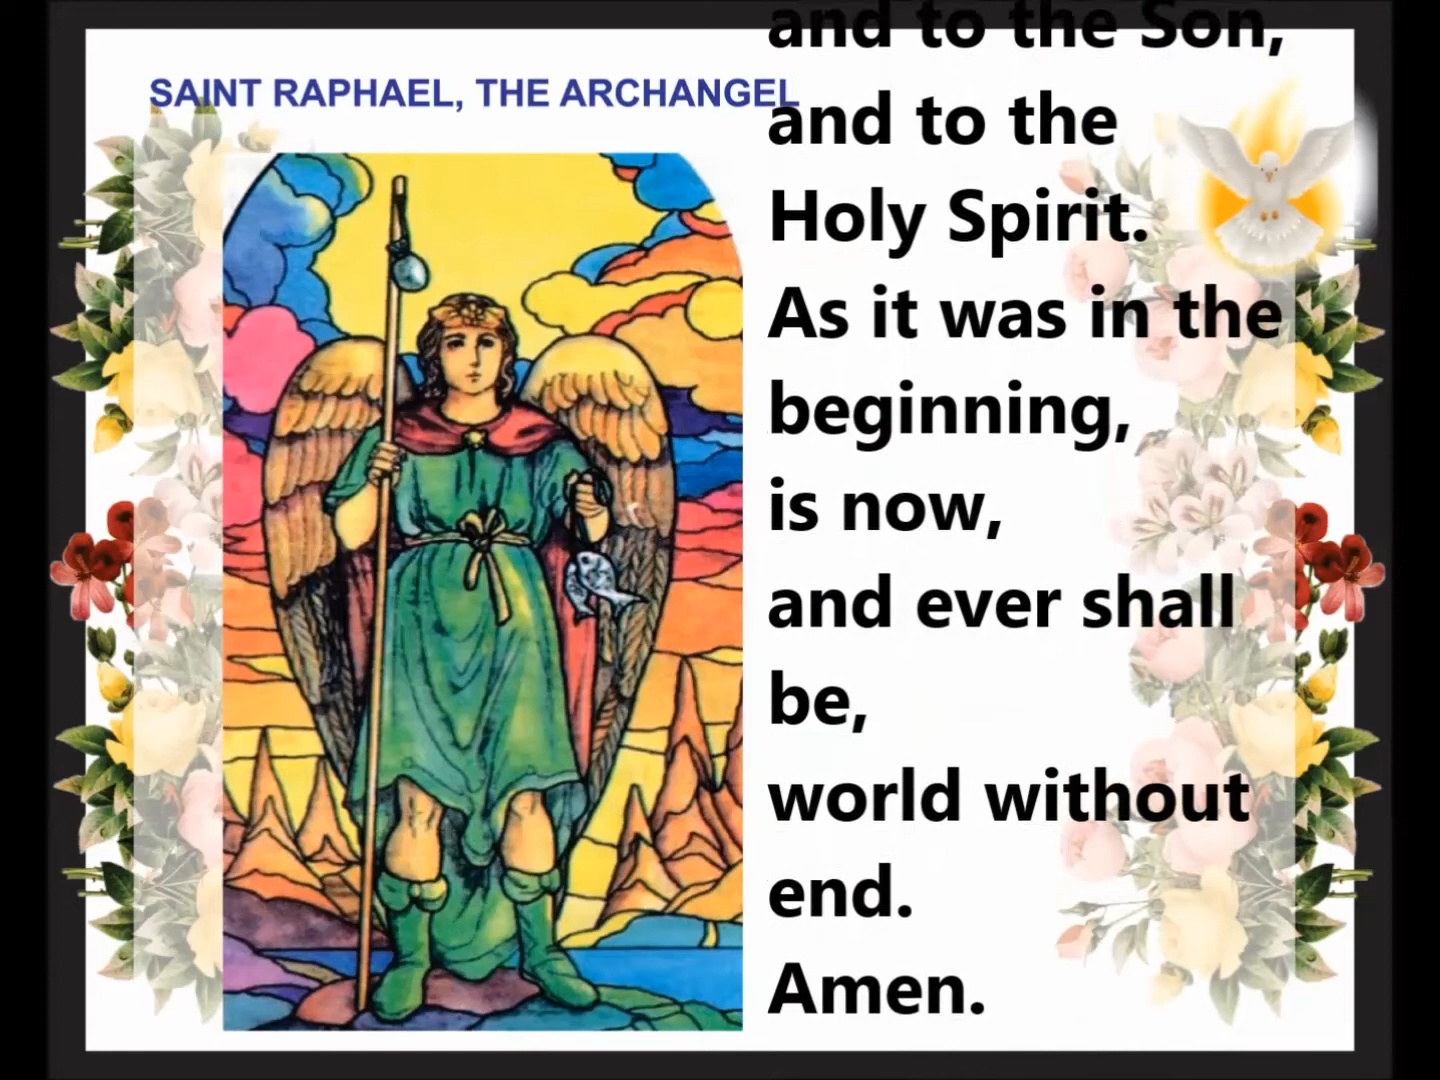 SAINT RAPHAEL, THE ARCHANGEL
and to the Son,
and to the
Holy Spirit.
As it was in the
beginning,
is now,
and ever shall
be,
world without
end.
Amen.